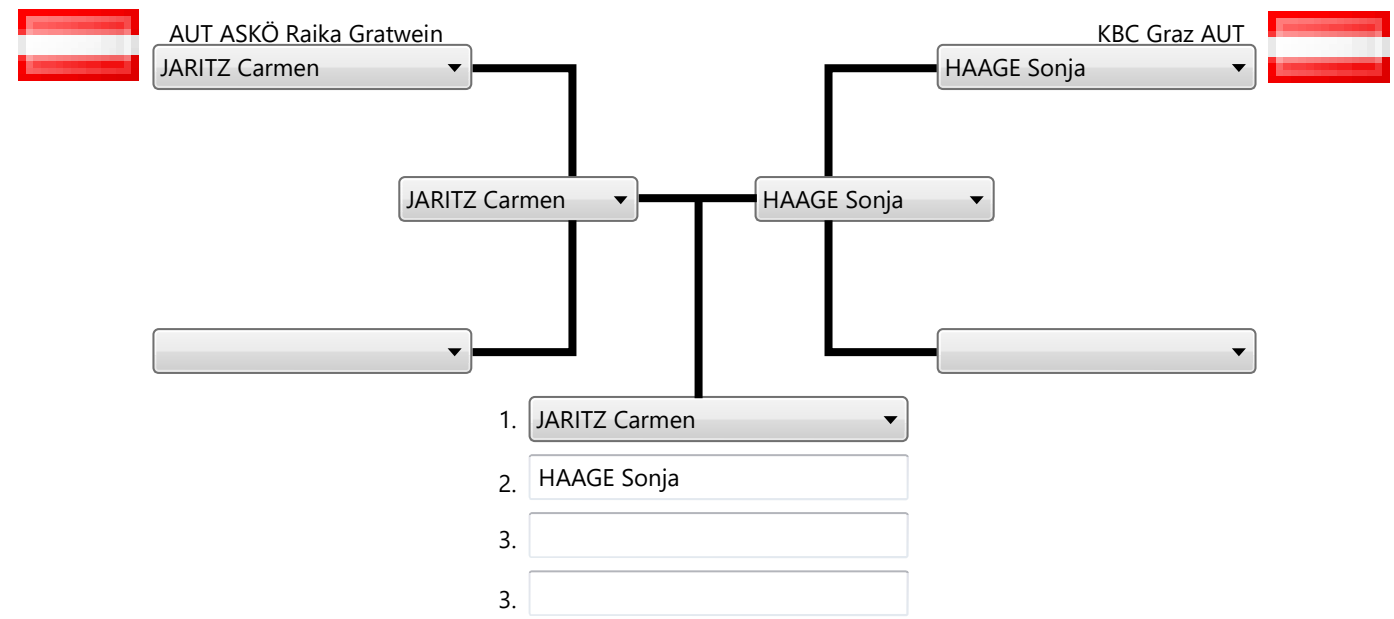 AUT ASKÖ Raika Gratwein
KBC Graz AUT
JARITZ Carmen
HAAGE Sonja
JARITZ Carmen
HAAGE Sonja
1. JARITZ Carmen
2. HAAGE Sonja
3.
3.